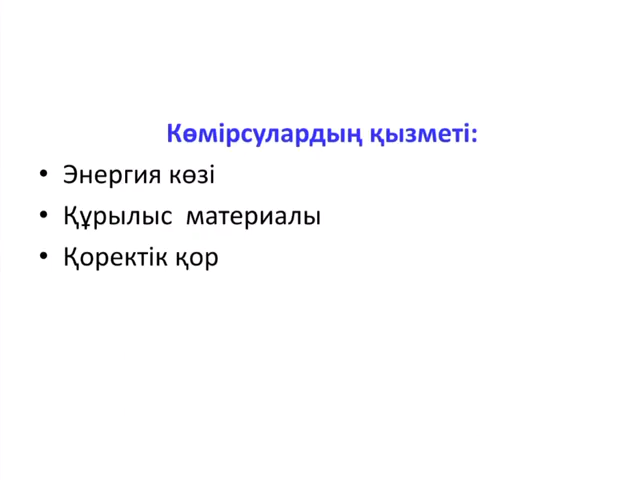 Көмірсулардың қызметі:
• Энергия көзі
• Құрылыс  материалы
• Қоректік қор